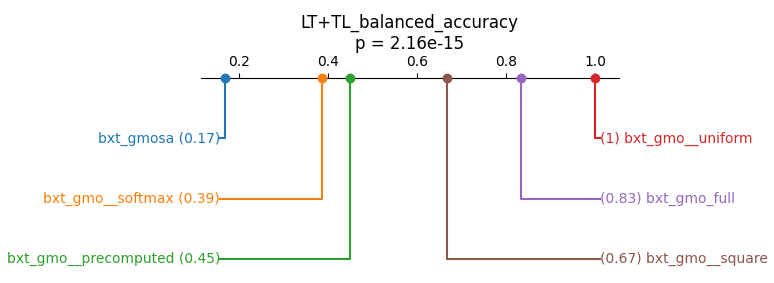 LT+TL_balanced_accuracy
p = 2.16e-15
0.2 0.4 0.6 0.8 1.0
bxt_gmosa (0.17) (1) bxt_gmo__uniform
bxt_gmo__softmax (0.39) (0.83) bxt_gmo_full
bxt_gmo__precomputed (0.45) (0.67) bxt_gmo__square